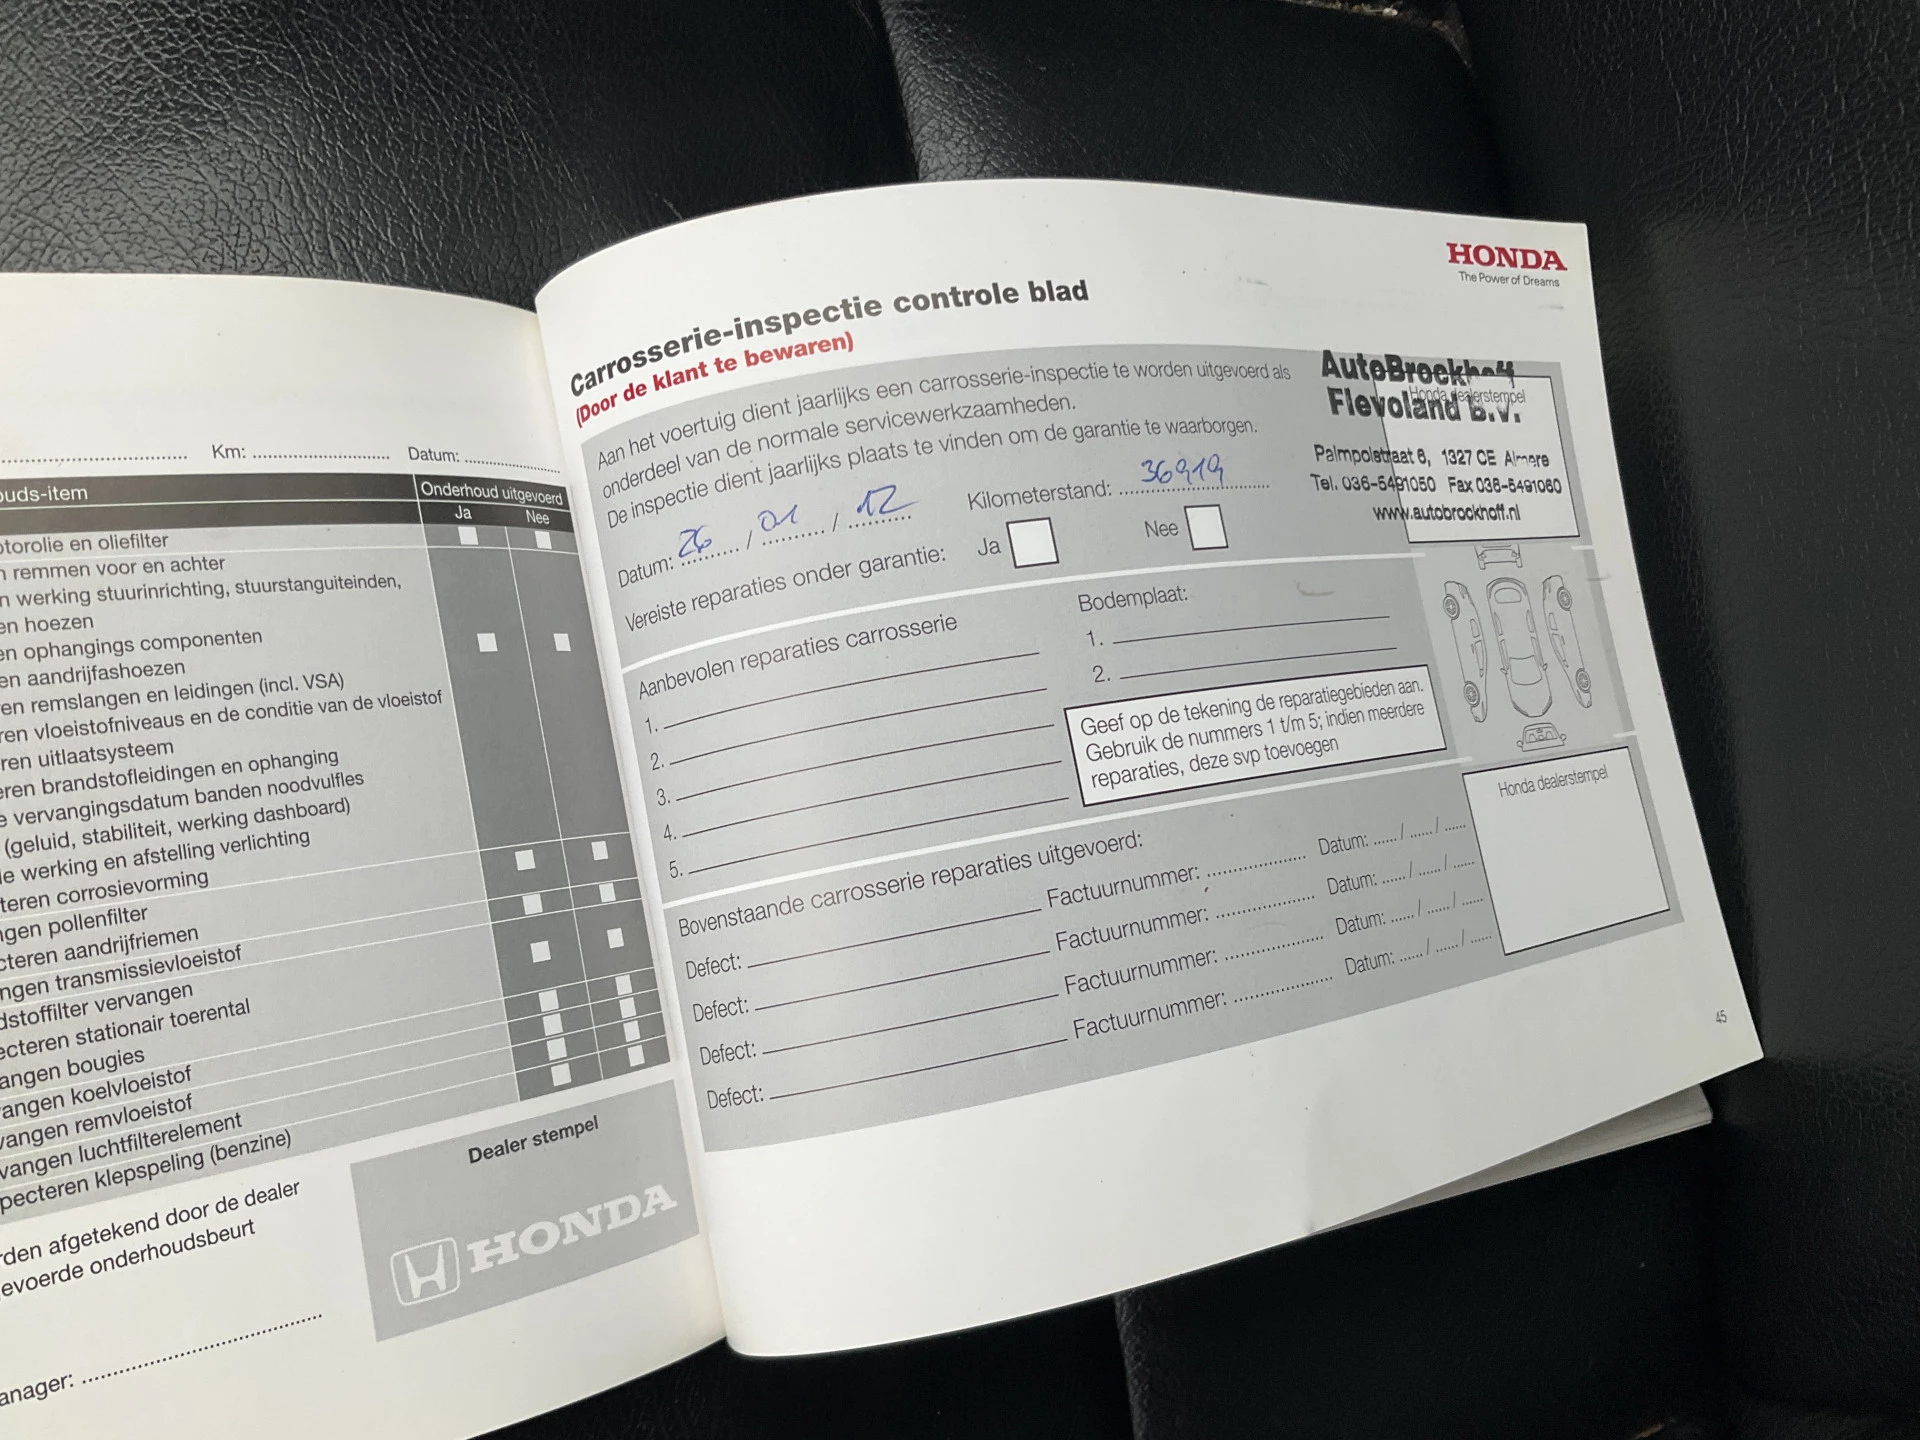 Km: ........................ Datum: ................
ouds-item
Onderhoud uitgevoerd
Ja Nee
otorolie en oliefilter
n remmen voor en achter
n werking stuurinrichting, stuurstanguiteinden,
en hoezen
en ophangings componenten
en aandrijfashoezen
en remslangen en leidingen (incl. VSA)
ren vloeistofniveaus en de conditie van de vloeistof
ren uitlaatsysteem
eren brandstofleidingen en ophanging
e vervangingsdatum banden noodvulfles
(geluid, stabiliteit, werking dashboard)
le werking en afstelling verlichting
teren corrosievorming
ngen pollenfilter
cteren aandrijfriemen
ngen transmissievloeistof
dstoffilter vervangen
ecteren stationair toerental
angen bougies
angen koelvloeistof
vangen remvloeistof
vangen luchtfilterelement
pecteren klepspeling (benzine)
rden afgetekend door de dealer
evoerde onderhoudsbeurt
anager: ................................
Dealer stempel
HONDA
HONDA
The Power of Dreams
Carrosserie-inspectie controle blad
(Door de klant te bewaren)
Aan het voertuig dient jaarlijks een carrosserie-inspectie te worden uitgevoerd als
onderdeel van de normale servicewerkzaamheden.
De inspectie dient jaarlijks plaats te vinden om de garantie te waarborgen.
Datum: 26 / 01 / 12 Kilometerstand: 36919
Vereiste reparaties onder garantie: Ja Nee
AutoBrockhoff
Flevoland B.V.
Honda dealerstempel
Palmpolstraat 6, 1327 CE Almere
Tel. 036-5491050 Fax 036-5491060
www.autobrockhoff.nl
Aanbevolen reparaties carrosserie
1.
2.
3.
4.
5.
Bodemplaat:
1.
2.
Geef op de tekening de reparatiegebieden aan.
Gebruik de nummers 1 t/m 5; indien meerdere
reparaties, deze svp toevoegen
Bovenstaande carrosserie reparaties uitgevoerd:
Defect: Factuurnummer: ................ Datum: ....../....../......
Defect: Factuurnummer: ................ Datum: ....../....../......
Defect: Factuurnummer: ................ Datum: ....../....../......
Defect: Factuurnummer: ................ Datum: ....../....../......
Honda dealerstempel
45